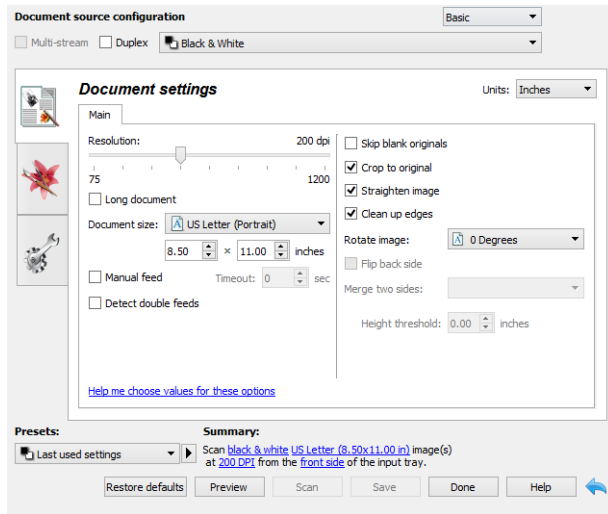 Document source configuration
Basic
Multi-stream
Duplex
Black & White
Document settings
Units: Inches
Main
Resolution: 200 dpi
75 1200
Long document
Document size: US Letter (Portrait)
8.50 × 11.00 inches
Manual feed
Timeout: 0 sec
Detect double feeds
Skip blank originals
Crop to original
Straighten image
Clean up edges
Rotate image: 0 Degrees
Flip back side
Merge two sides:
Height threshold: 0.00 inches
Help me choose values for these options
Presets:
Last used settings
Summary:
Scan black & white US Letter (8.50x11.00 in) image(s)
at 200 DPI from the front side of the input tray.
Restore defaults Preview Scan Save Done Help